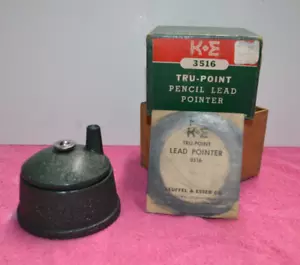 K+E
3516
TRU-POINT
PENCIL LEAD
POINTER
K+E
TRU-POINT
LEAD POINTER
3516
KEUFFEL & ESSER CO.